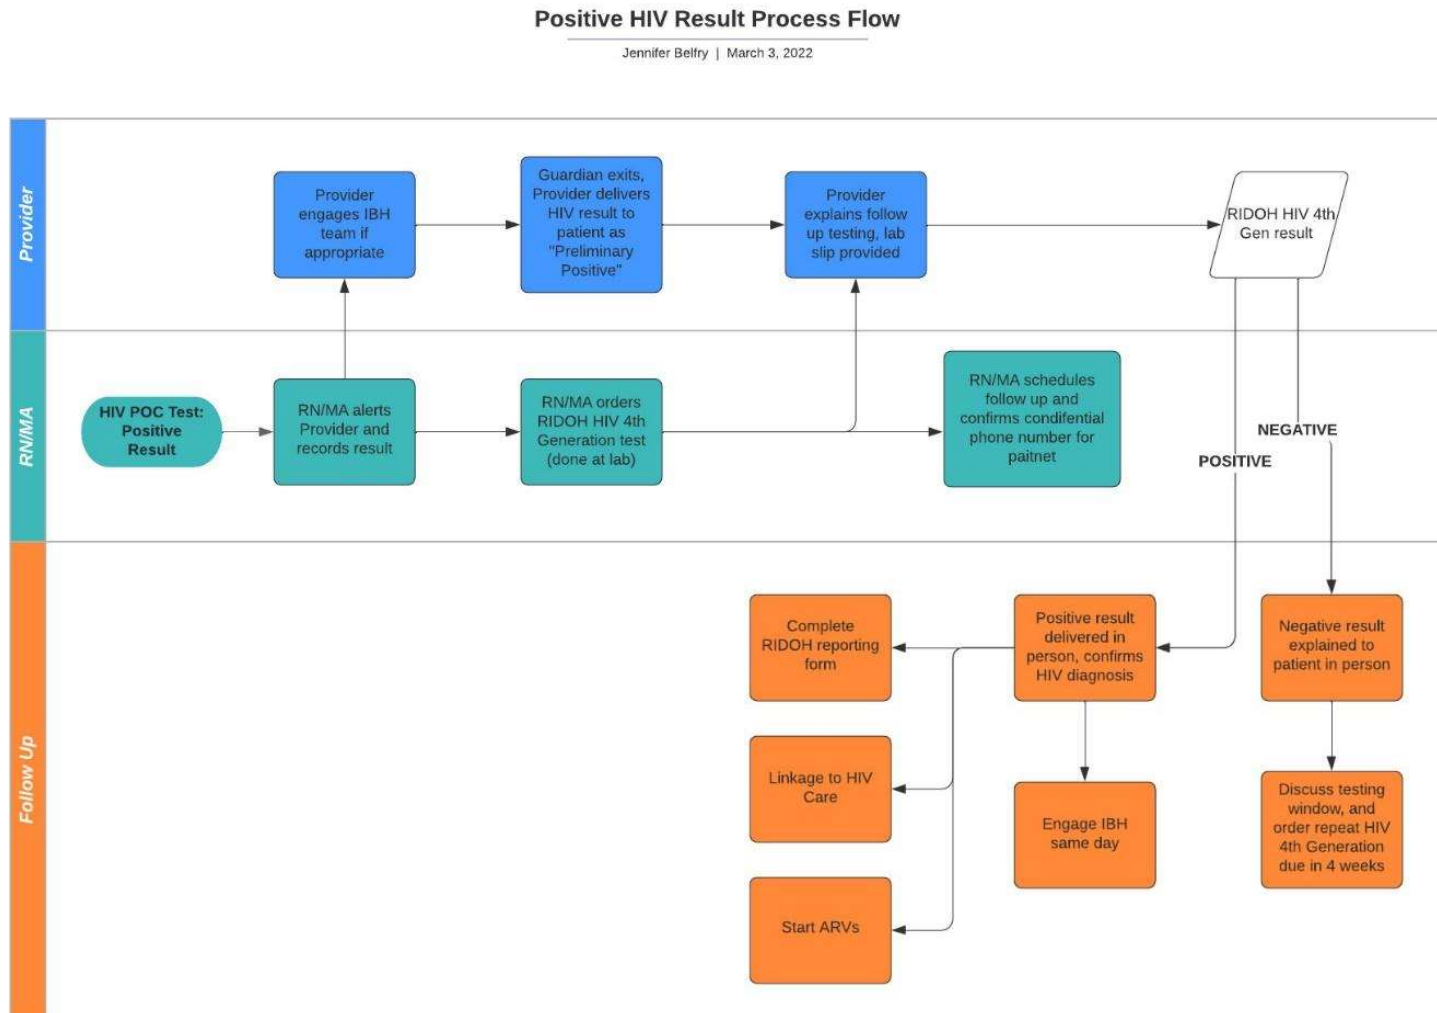 Positive HIV Result Process Flow
Jennifer Belfry | March 3, 2022
Provider
Provider
engages IBH
team if
appropriate
Guardian exits,
Provider delivers
HIV result to
patient as
"Preliminary
Positive"
Provider
explains follow
up testing, lab
slip provided
RIDOH HIV 4th
Gen result
RN/MA
HIV POC Test:
Positive
Result
RN/MA alerts
Provider and
records result
RN/MA orders
RIDOH HIV 4th
Generation test
(done at lab)
RN/MA schedules
follow up and
confirms condifential
phone number for
paitnet
NEGATIVE
POSITIVE
Follow Up
Complete
RIDOH reporting
form
Positive result
delivered in
person, confirms
HIV diagnosis
Negative result
explained to
patient in person
Linkage to HIV
Care
Engage IBH
same day
Discuss testing
window, and
order repeat HIV
4th Generation
due in 4 weeks
Start ARVs